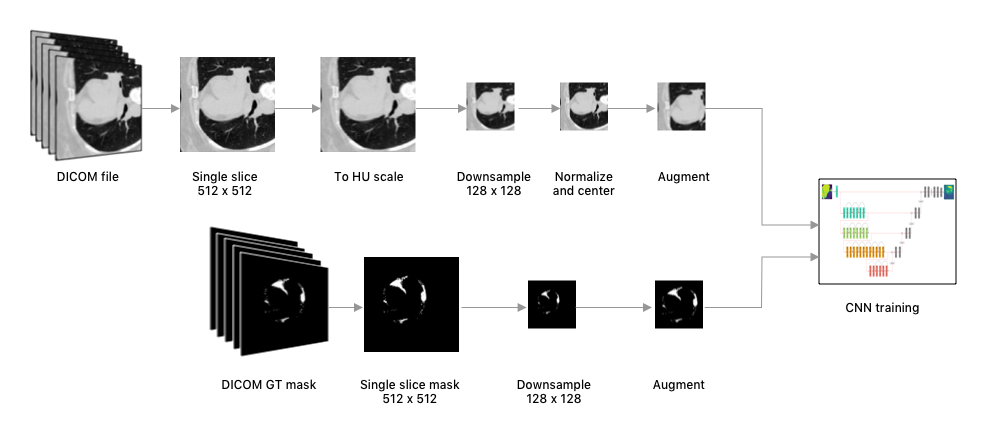 DICOM file
Single slice
512 x 512
To HU scale
Downsample
128 x 128
Normalize
and center
Augment
CNN training
DICOM GT mask
Single slice mask
512 x 512
Downsample
128 x 128
Augment